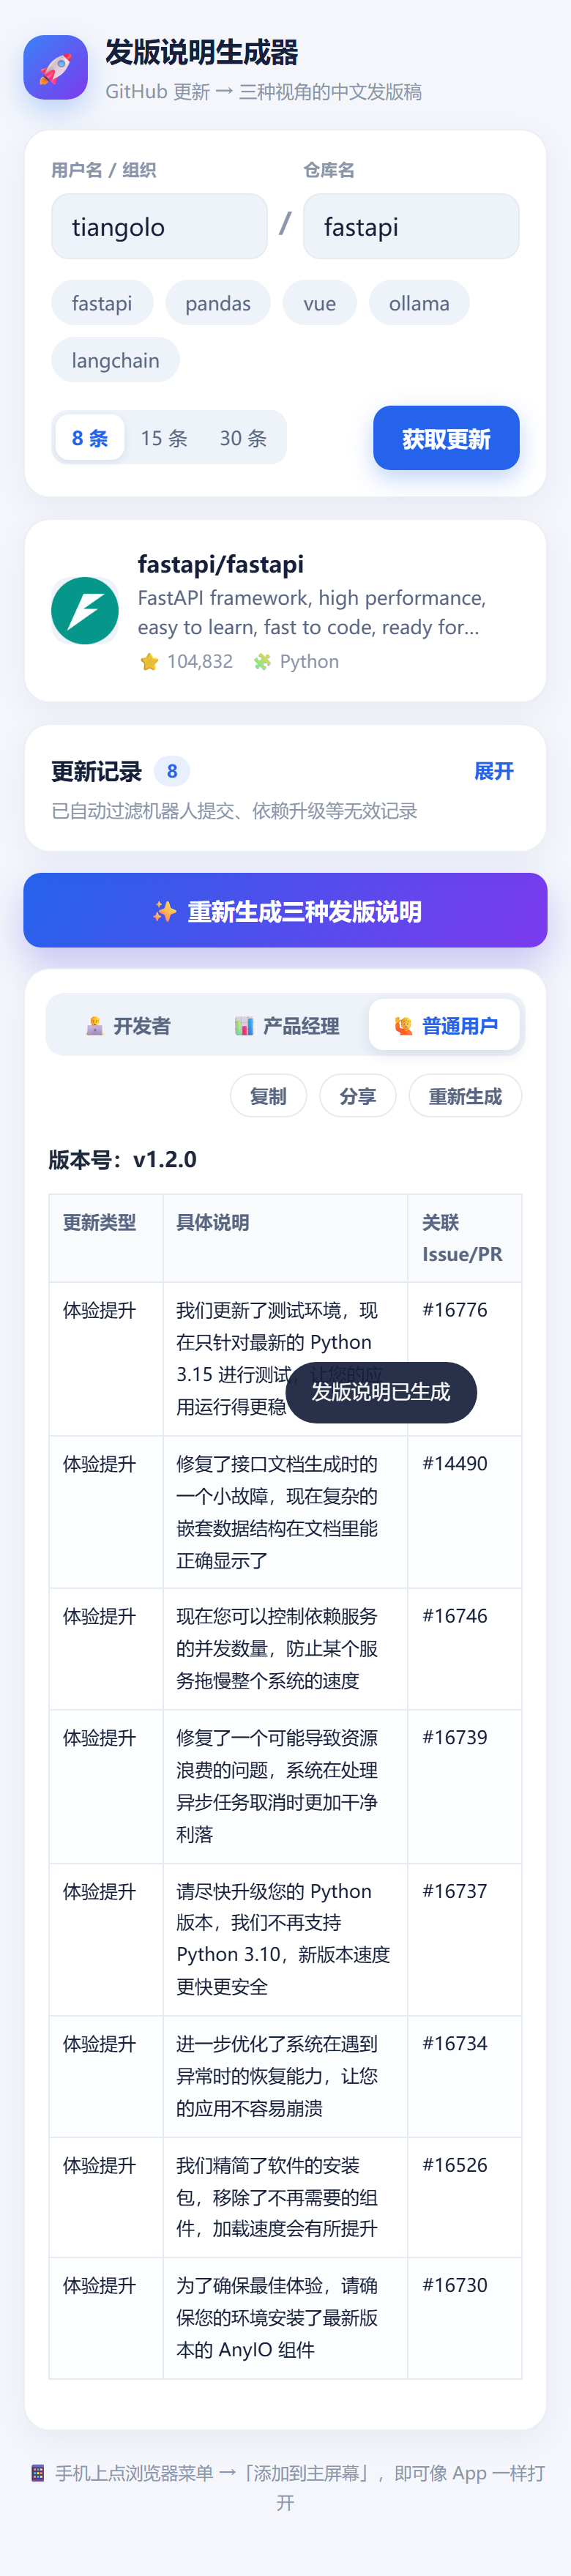 发版说明生成器
GitHub 更新 → 三种视角的中文发版稿
用户名 / 组织
仓库名
tiangolo
/
fastapi
fastapi
pandas
vue
ollama
langchain
8 条
15 条
30 条
获取更新
fastapi/fastapi
FastAPI framework, high performance,
easy to learn, fast to code, ready for...
104,832
Python
更新记录
8
展开
已自动过滤机器人提交、依赖升级等无效记录
重新生成三种发版说明
开发者
产品经理
普通用户
复制
分享
重新生成
版本号：v1.2.0
更新类型
具体说明
关联
Issue/PR
体验提升
我们更新了测试环境，现
在只针对最新的 Python
3.15 进行测试，让您的应
用运行得更稳
#16776
发版说明已生成
体验提升
修复了接口文档生成时的
一个小故障，现在复杂的
嵌套数据结构在文档里能
正确显示了
#14490
体验提升
现在您可以控制依赖服务
的并发数量，防止某个服
务拖慢整个系统的速度
#16746
体验提升
修复了一个可能导致资源
浪费的问题，系统在处理
异步任务取消时更加干净
利落
#16739
体验提升
请尽快升级您的 Python
版本，我们不再支持
Python 3.10，新版本速度
更快更安全
#16737
体验提升
进一步优化了系统在遇到
异常时的恢复能力，让您
的应用不容易崩溃
#16734
体验提升
我们精简了软件的安装
包，移除了不再需要的组
件，加载速度会有所提升
#16526
体验提升
为了确保最佳体验，请确
保您的环境安装了最新版
本的 AnyIO 组件
#16730
手机上点浏览器菜单 →「添加到主屏幕」，即可像 App 一样打
开